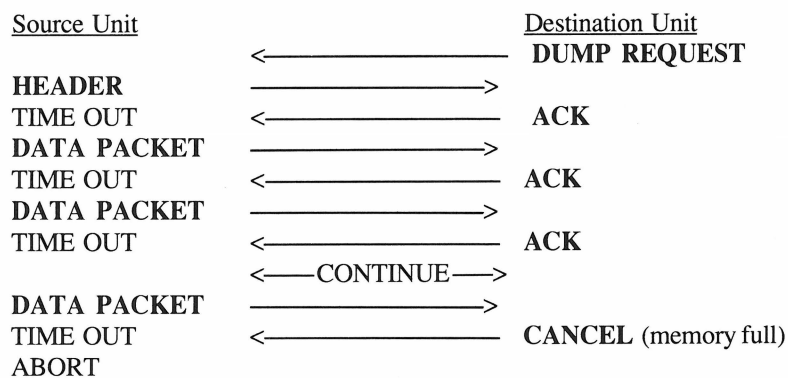 Source Unit Destination Unit
DUMP REQUEST
HEADER
TIME OUT ACK
DATA PACKET
TIME OUT ACK
DATA PACKET
TIME OUT ACK
CONTINUE
DATA PACKET
TIME OUT CANCEL (memory full)
ABORT